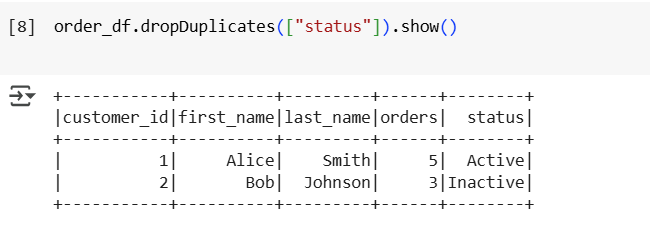 [8] order_df.dropDuplicates(["status"]).show()
+-----------+----------+---------+------+--------+
|customer_id|first_name|last_name|orders|  status|
+-----------+----------+---------+------+--------+
|          1|     Alice|    Smith|     5|  Active|
|          2|       Bob|  Johnson|     3|Inactive|
+-----------+----------+---------+------+--------+